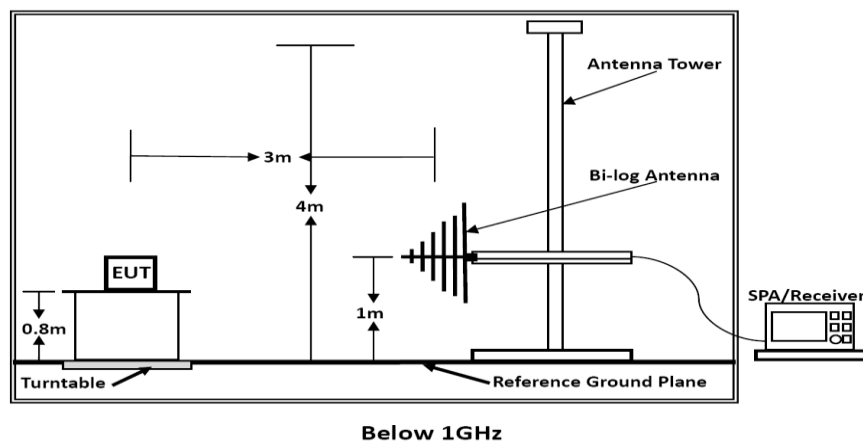 Antenna Tower
3m
Bi-log Antenna
4m
EUT
SPA/Receiver
0.8m
1m
Turntable
Reference Ground Plane
Below 1GHz